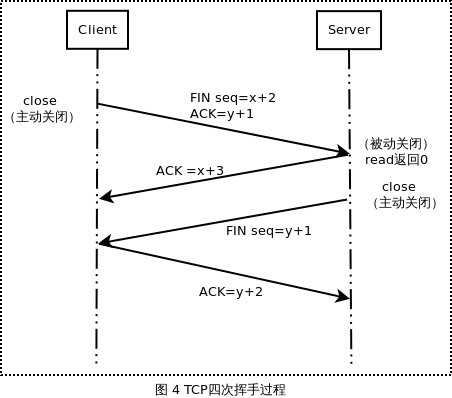 Client
Server
FIN seq=x+2
ACK=y+1
close
（主动关闭）
（被动关闭）
read返回0
ACK =x+3
close
（主动关闭）
FIN seq=y+1
ACK=y+2
图 4 TCP四次挥手过程